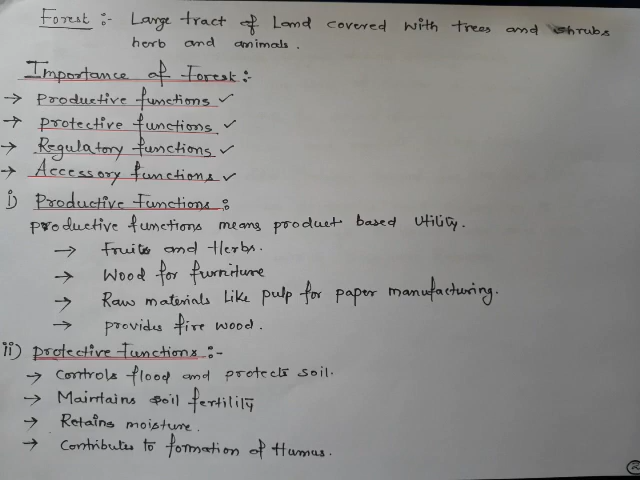 Forest :- Large tract of Land covered with trees and shrubs
herb and animals.
Importance of Forest :-
→ Productive functions ✓
→ Protective functions ✓
→ Regulatory functions ✓
→ Accessory functions ✓
i) Productive Functions :
Productive functions means product based Utility.
→ Fruits and Herbs.
→ Wood for furniture
→ Raw materials Like pulp for paper manufacturing.
→ provides fire wood.
ii) Protective Functions :-
→ Controls flood and protects soil.
→ Maintains soil fertility
→ Retains moisture.
→ Contributes to formation of Humus.